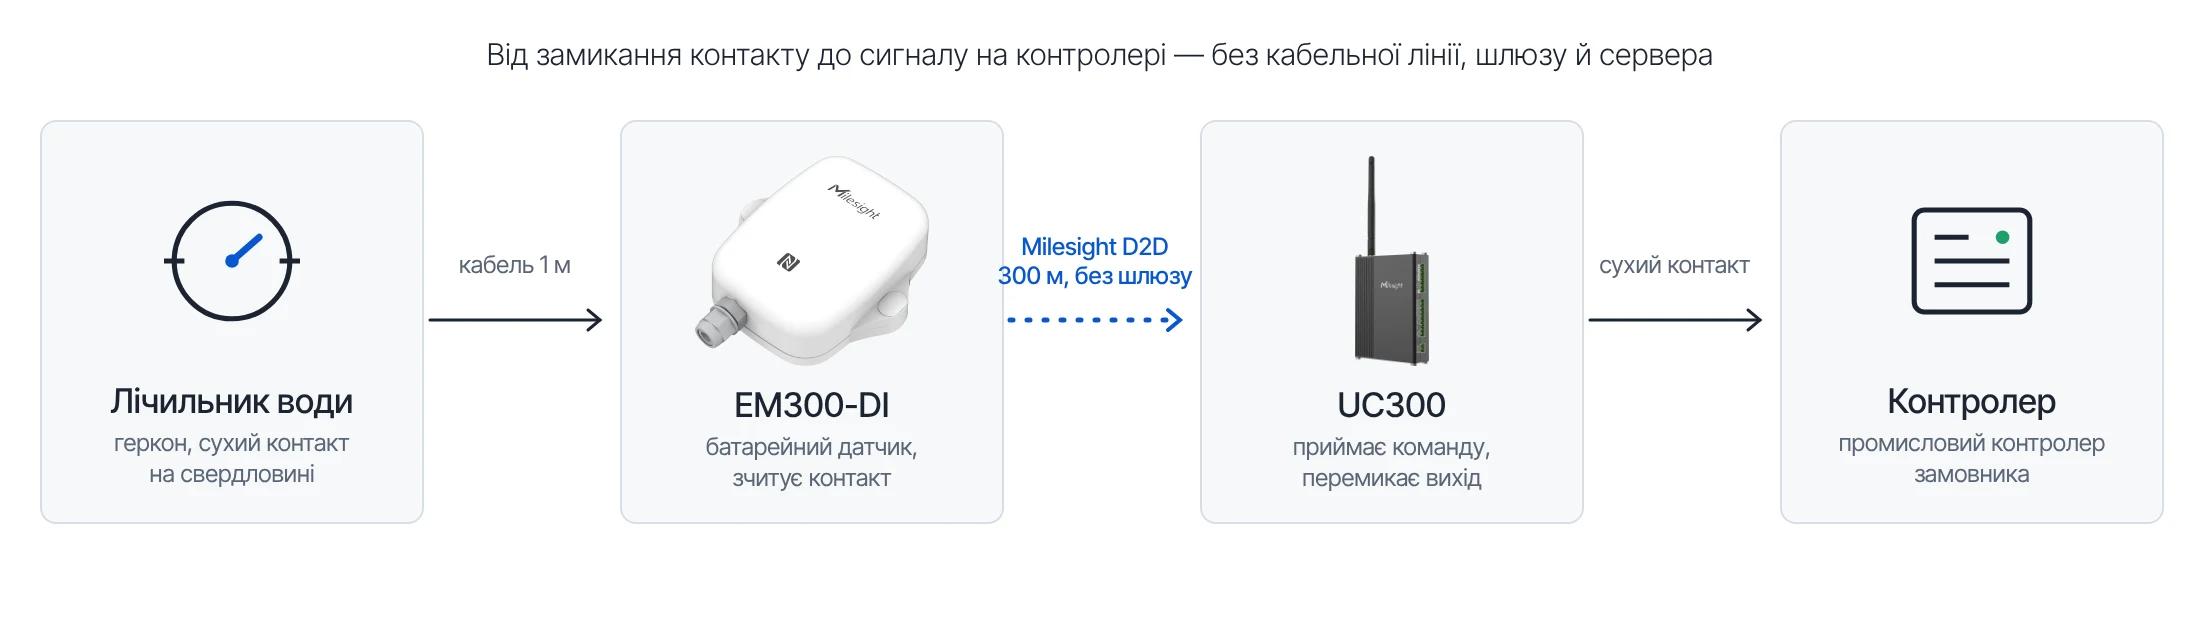 Від замикання контакту до сигналу на контролері — без кабельної лінії, шлюзу й сервера
Лічильник води
геркон, сухий контакт
на свердловині
кабель 1 м
Milesight
EM300-DI
батарейний датчик,
зчитує контакт
Milesight D2D
300 м, без шлюзу
Milesight
UC300
приймає команду,
перемикає вихід
сухий контакт
Контролер
промисловий контролер
замовника